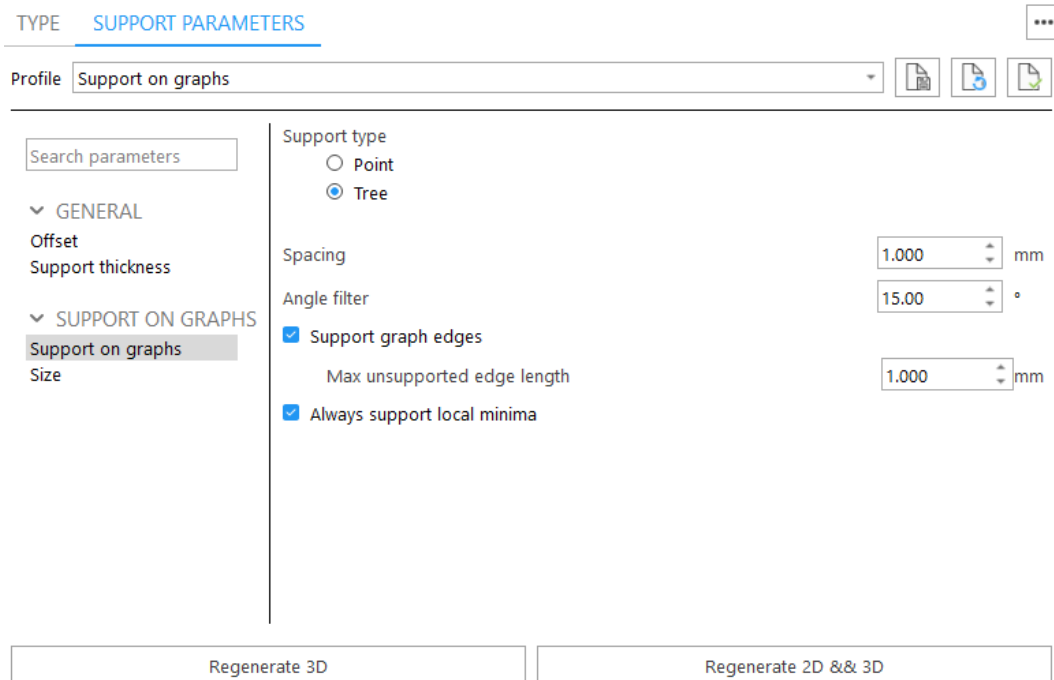 TYPE SUPPORT PARAMETERS
Profile Support on graphs
Search parameters
GENERAL
Offset
Support thickness
SUPPORT ON GRAPHS
Support on graphs
Size
Support type
Point
Tree
Spacing 1.000 mm
Angle filter 15.00 °
Support graph edges
Max unsupported edge length 1.000 mm
Always support local minima
Regenerate 3D Regenerate 2D && 3D